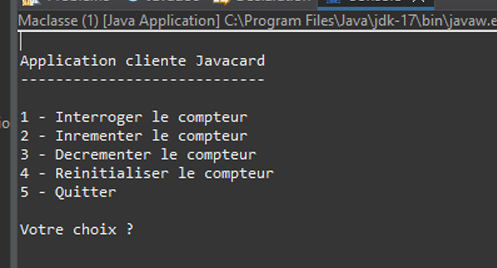 Console
Maclasse (1) [Java Application] C:\Program Files\Java\jdk-17\bin\javaw.e
Application cliente Javacard
----------------------------
1 - Interroger le compteur
2 - Inrementer le compteur
3 - Decrementer le compteur
4 - Reinitialiser le compteur
5 - Quitter
Votre choix ?